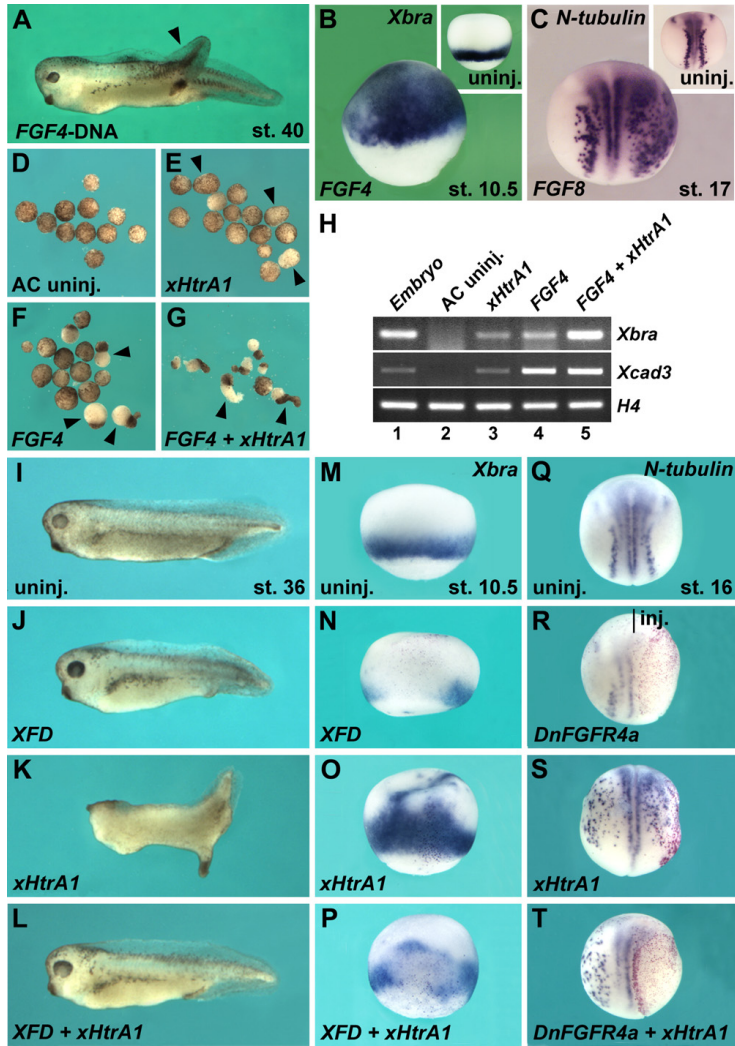 A
FGF4-DNA
st. 40
B
Xbra
uninj.
FGF4
st. 10.5
C
N-tubulin
uninj.
FGF8
st. 17
D
AC uninj.
E
xHtrA1
F
FGF4
G
FGF4 + xHtrA1
H
Embryo
AC uninj.
xHtrA1
FGF4
FGF4 + xHtrA1
Xbra
Xcad3
H4
1 2 3 4 5
I
uninj.
st. 36
M
Xbra
uninj.
st. 10.5
Q
N-tubulin
uninj.
st. 16
J
XFD
N
XFD
R
inj.
DnFGFR4a
K
xHtrA1
O
xHtrA1
S
xHtrA1
L
XFD + xHtrA1
P
XFD + xHtrA1
T
DnFGFR4a + xHtrA1